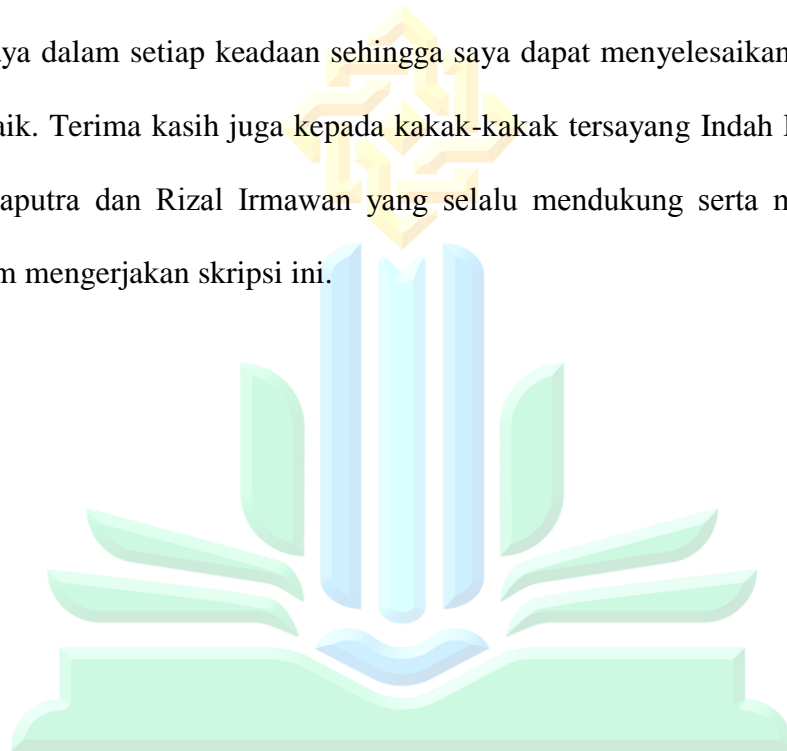 ya dalam setiap keadaan sehingga saya dapat menyelesaikan
aik. Terima kasih juga kepada kakak-kakak tersayang Indah
aputra dan Rizal Irmawan yang selalu mendukung serta
m mengerjakan skripsi ini.